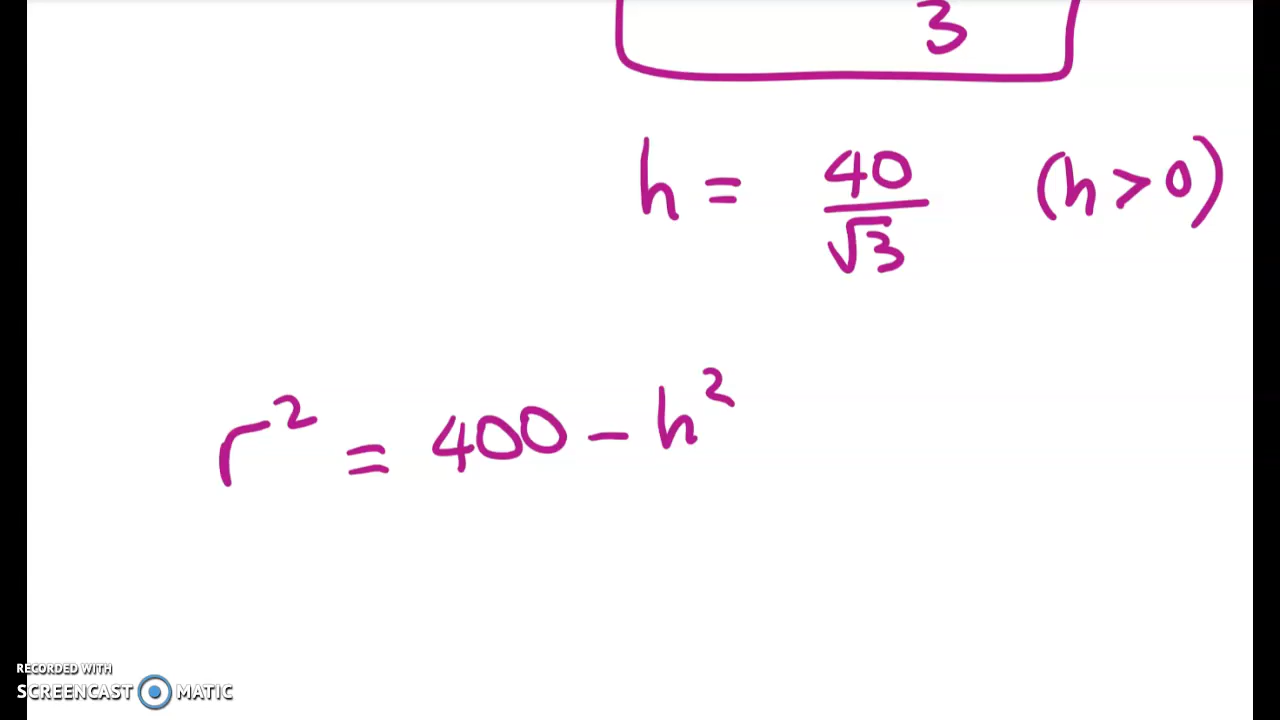 3
h = 40/√3 (h > 0)
r² = 400 − h²
RECORDED WITH
SCREENCAST MATIC